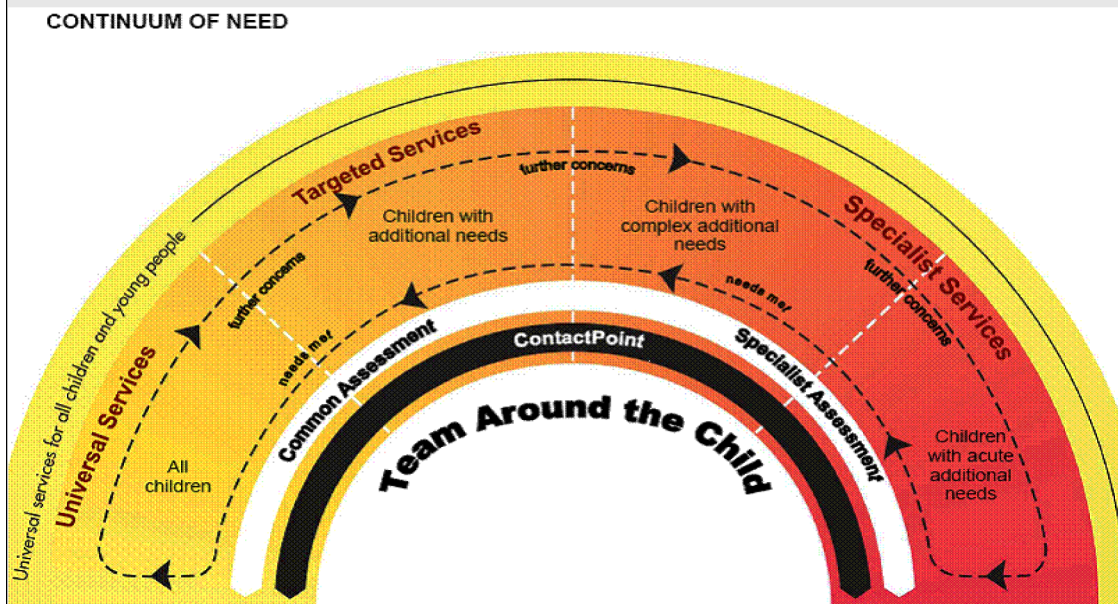 CONTINUUM OF NEED
Universal services for all children and young people
Universal Services
Targeted Services
Specialist Services
further concerns
further concerns
further concerns
All
children
Children with
additional needs
Children with
complex additional
needs
Children
with acute
additional
needs
needs met
needs met
Common Assessment
Specialist Assessment
ContactPoint
Team Around the Child